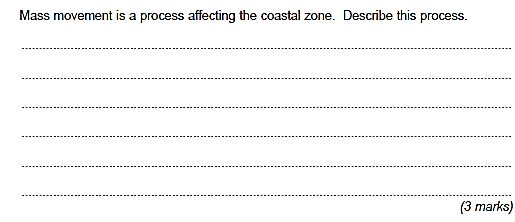 Mass movement is a process affecting the coastal zone.  Describe this process.
(3 marks)